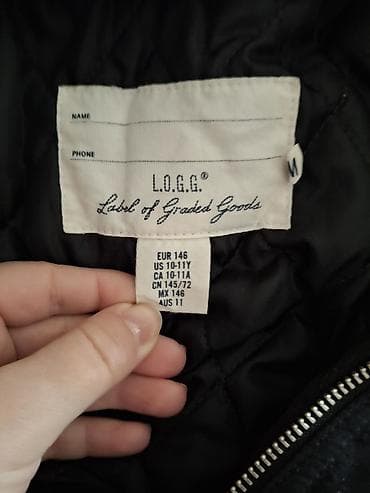 NAME
PHONE
L.O.G.G.®
Label of Graded Goods
EUR 146
US 10-11Y
CA 10-11A
CN 145/72
MX 146
AUS 11